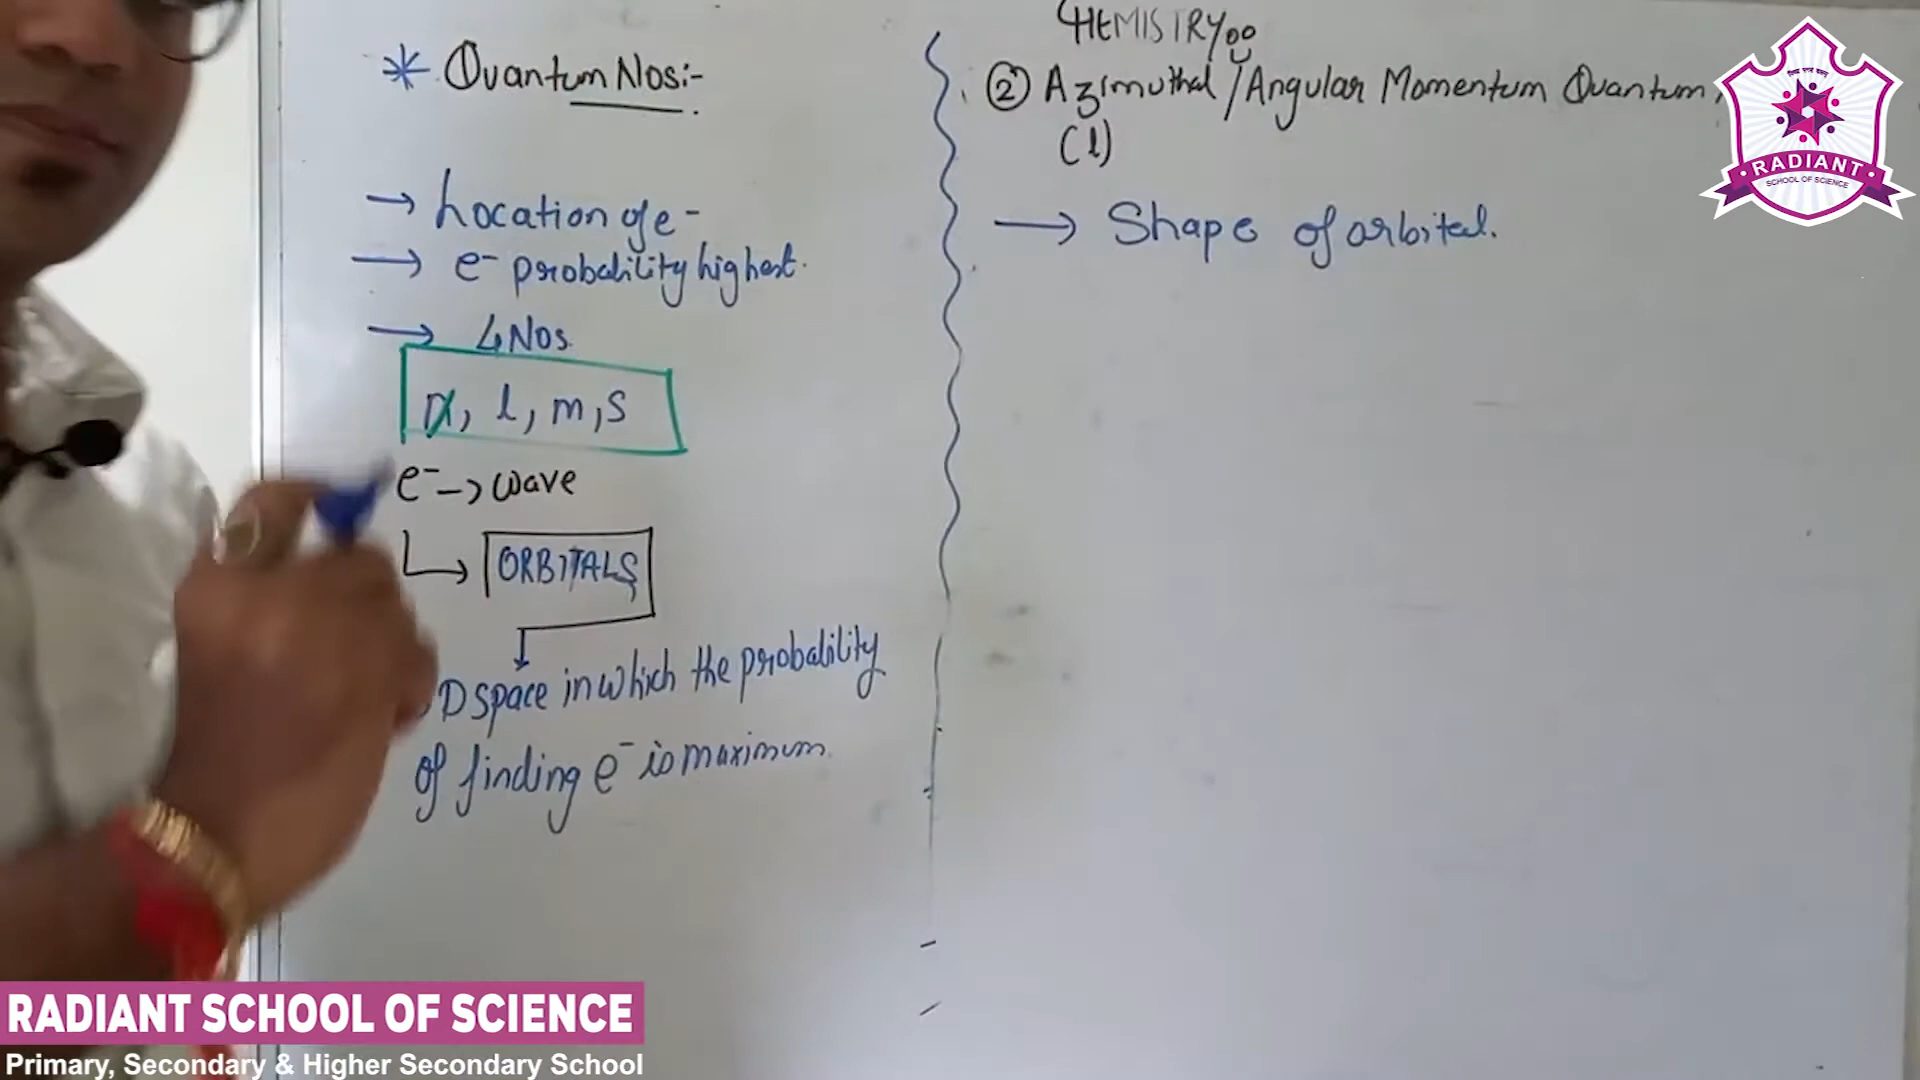 * Quantum Nos:-
→ Location of e-
→ e- probability highest.
→ 4 Nos.
n, l, m, s
e- → wave
ORBITALS
D space in which the probability
of finding e- is maximum.
CHEMISTRY
② Azimuthal / Angular Momentum Quantum
(l)
→ Shape of orbital.
RADIANT
SCHOOL OF SCIENCE
RADIANT SCHOOL OF SCIENCE
Primary, Secondary & Higher Secondary School